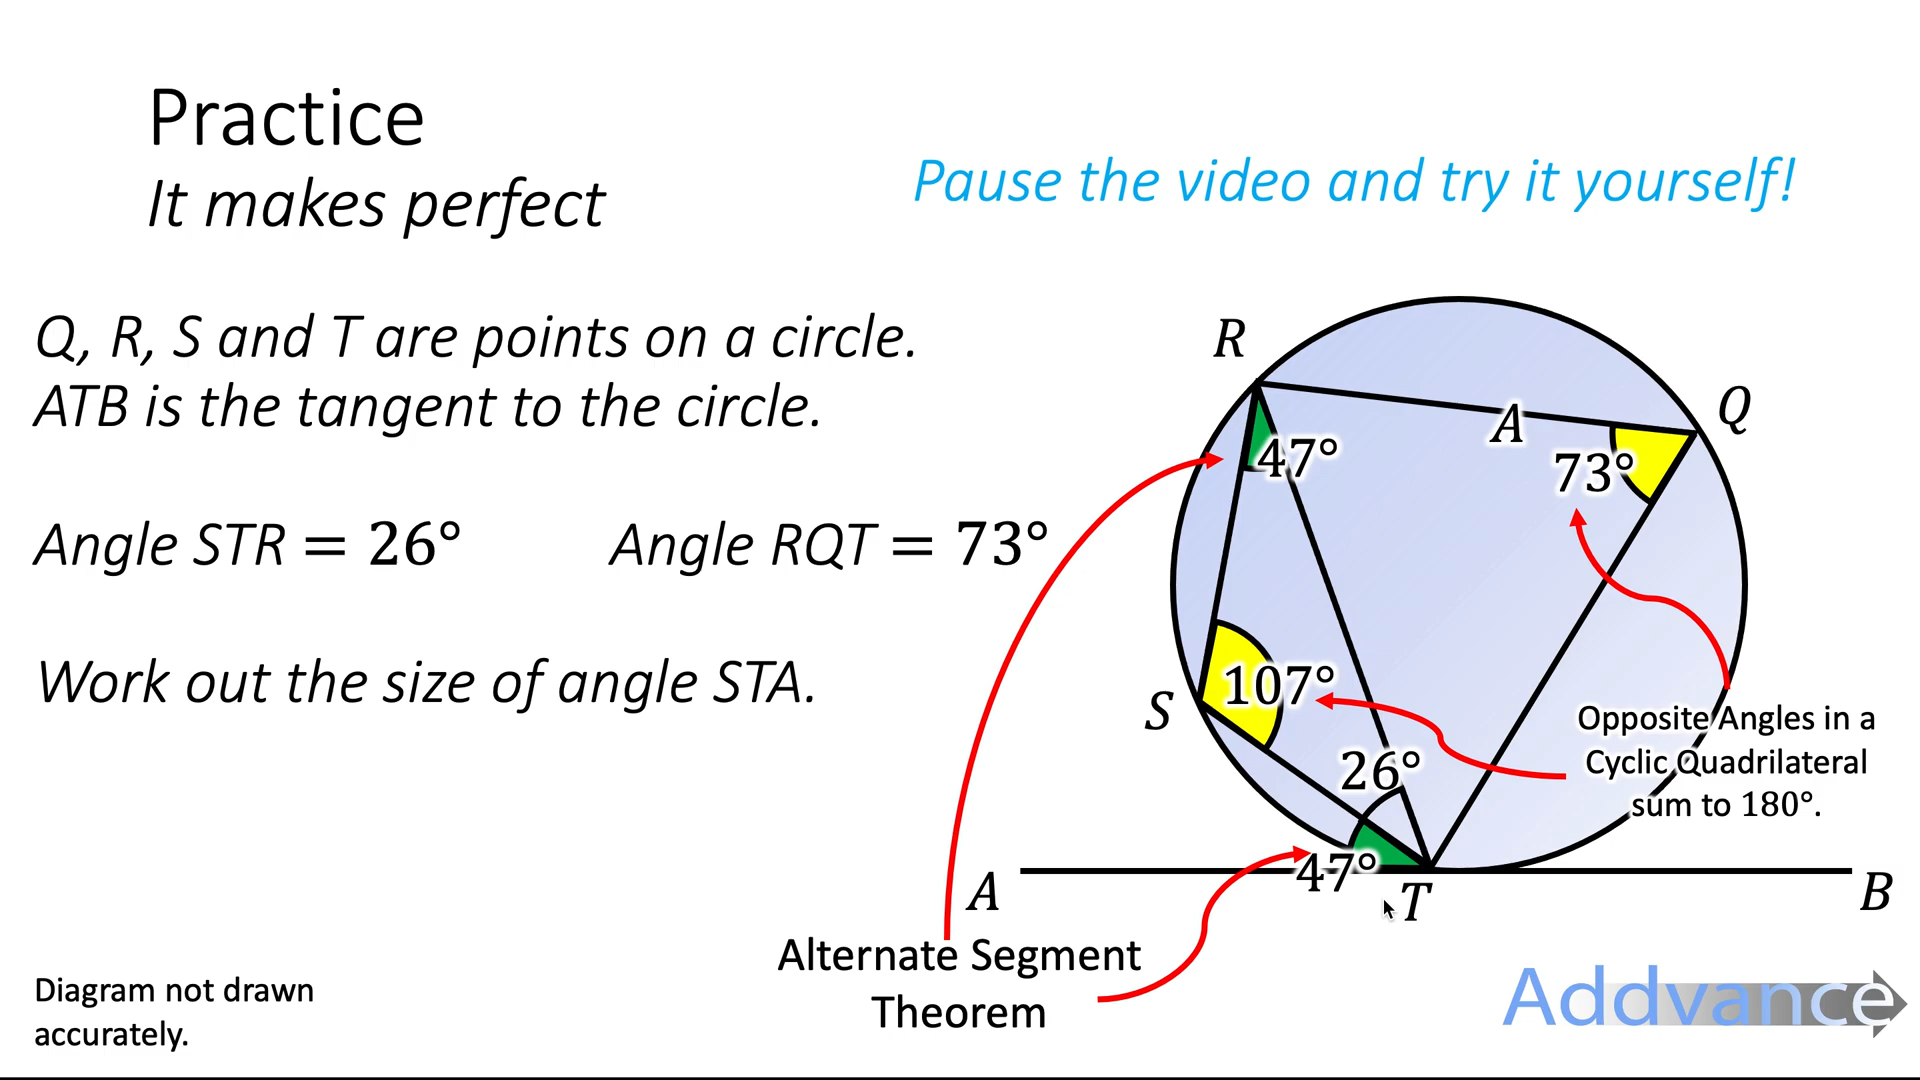 Practice
It makes perfect
Pause the video and try it yourself!
Q, R, S and T are points on a circle.
ATB is the tangent to the circle.
Angle STR = 26° Angle RQT = 73°
Work out the size of angle STA.
R
Q
A
47°
73°
107°
S
26°
Opposite Angles in a
Cyclic Quadrilateral
sum to 180°.
47°
A
T
B
Alternate Segment
Theorem
Diagram not drawn
accurately.
Addvance